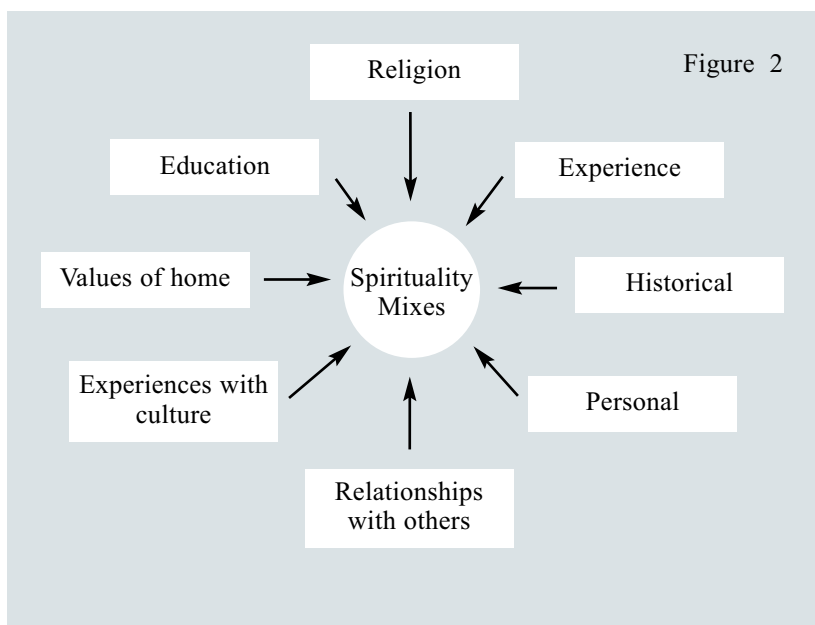 Religion
Figure 2
Education
Experience
Values of home
Spirituality
Mixes
Historical
Experiences with
culture
Personal
Relationships
with others